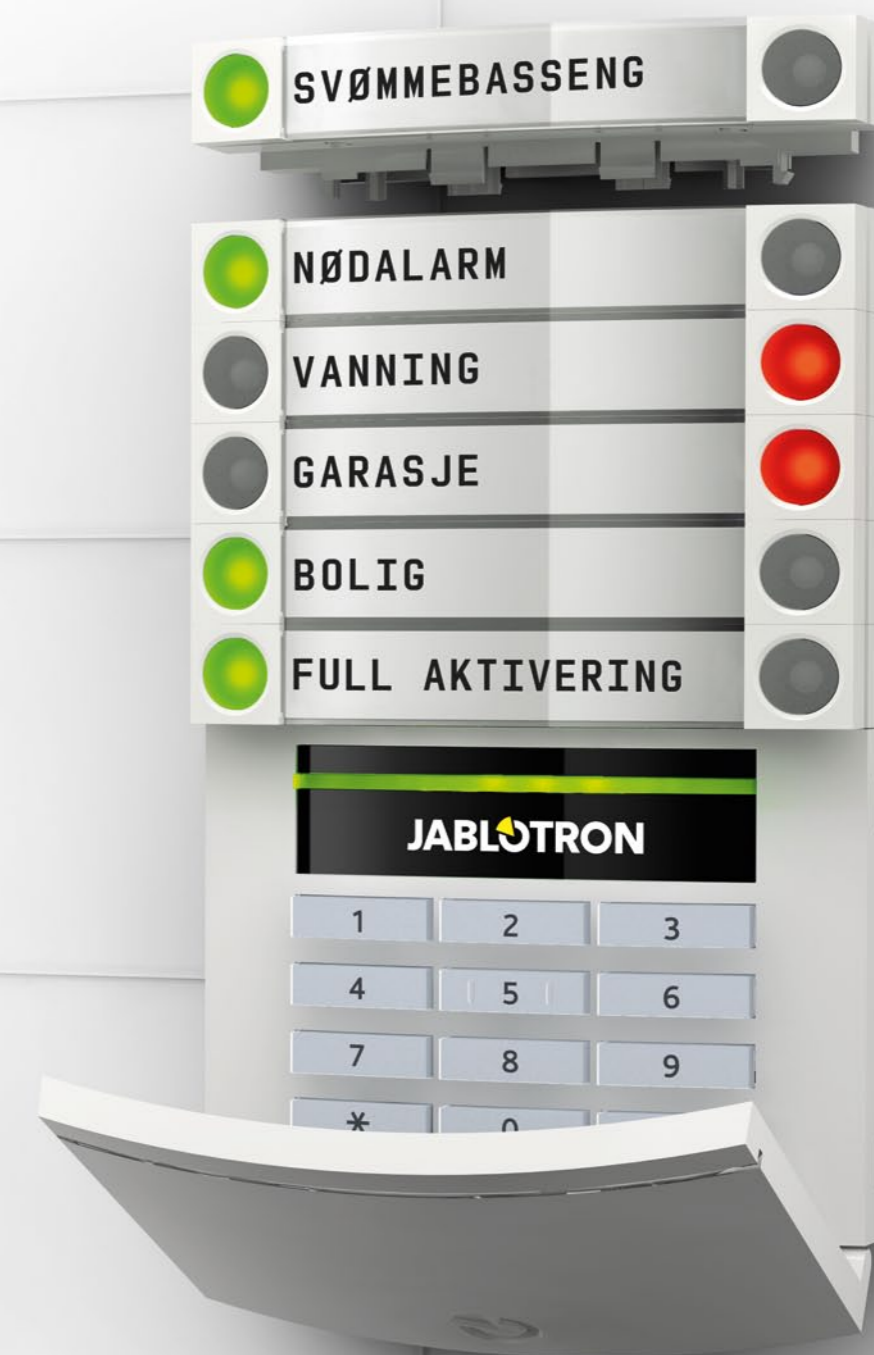 SVØMMEBASSENG
NØDALARM
VANNING
GARASJE
BOLIG
FULL AKTIVERING
JABLOTRON
1 2 3
4 5 6
7 8 9
* 0